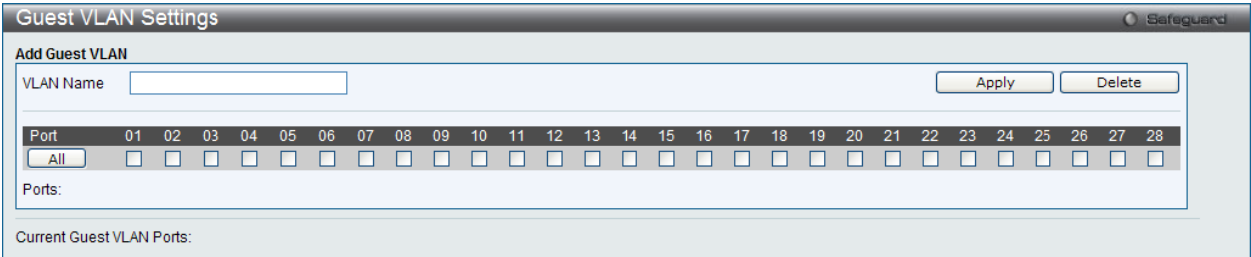 Guest VLAN Settings Safeguard
Add Guest VLAN
VLAN Name Apply Delete
Port 01 02 03 04 05 06 07 08 09 10 11 12 13 14 15 16 17 18 19 20 21 22 23 24 25 26 27 28
All
Ports:
Current Guest VLAN Ports: